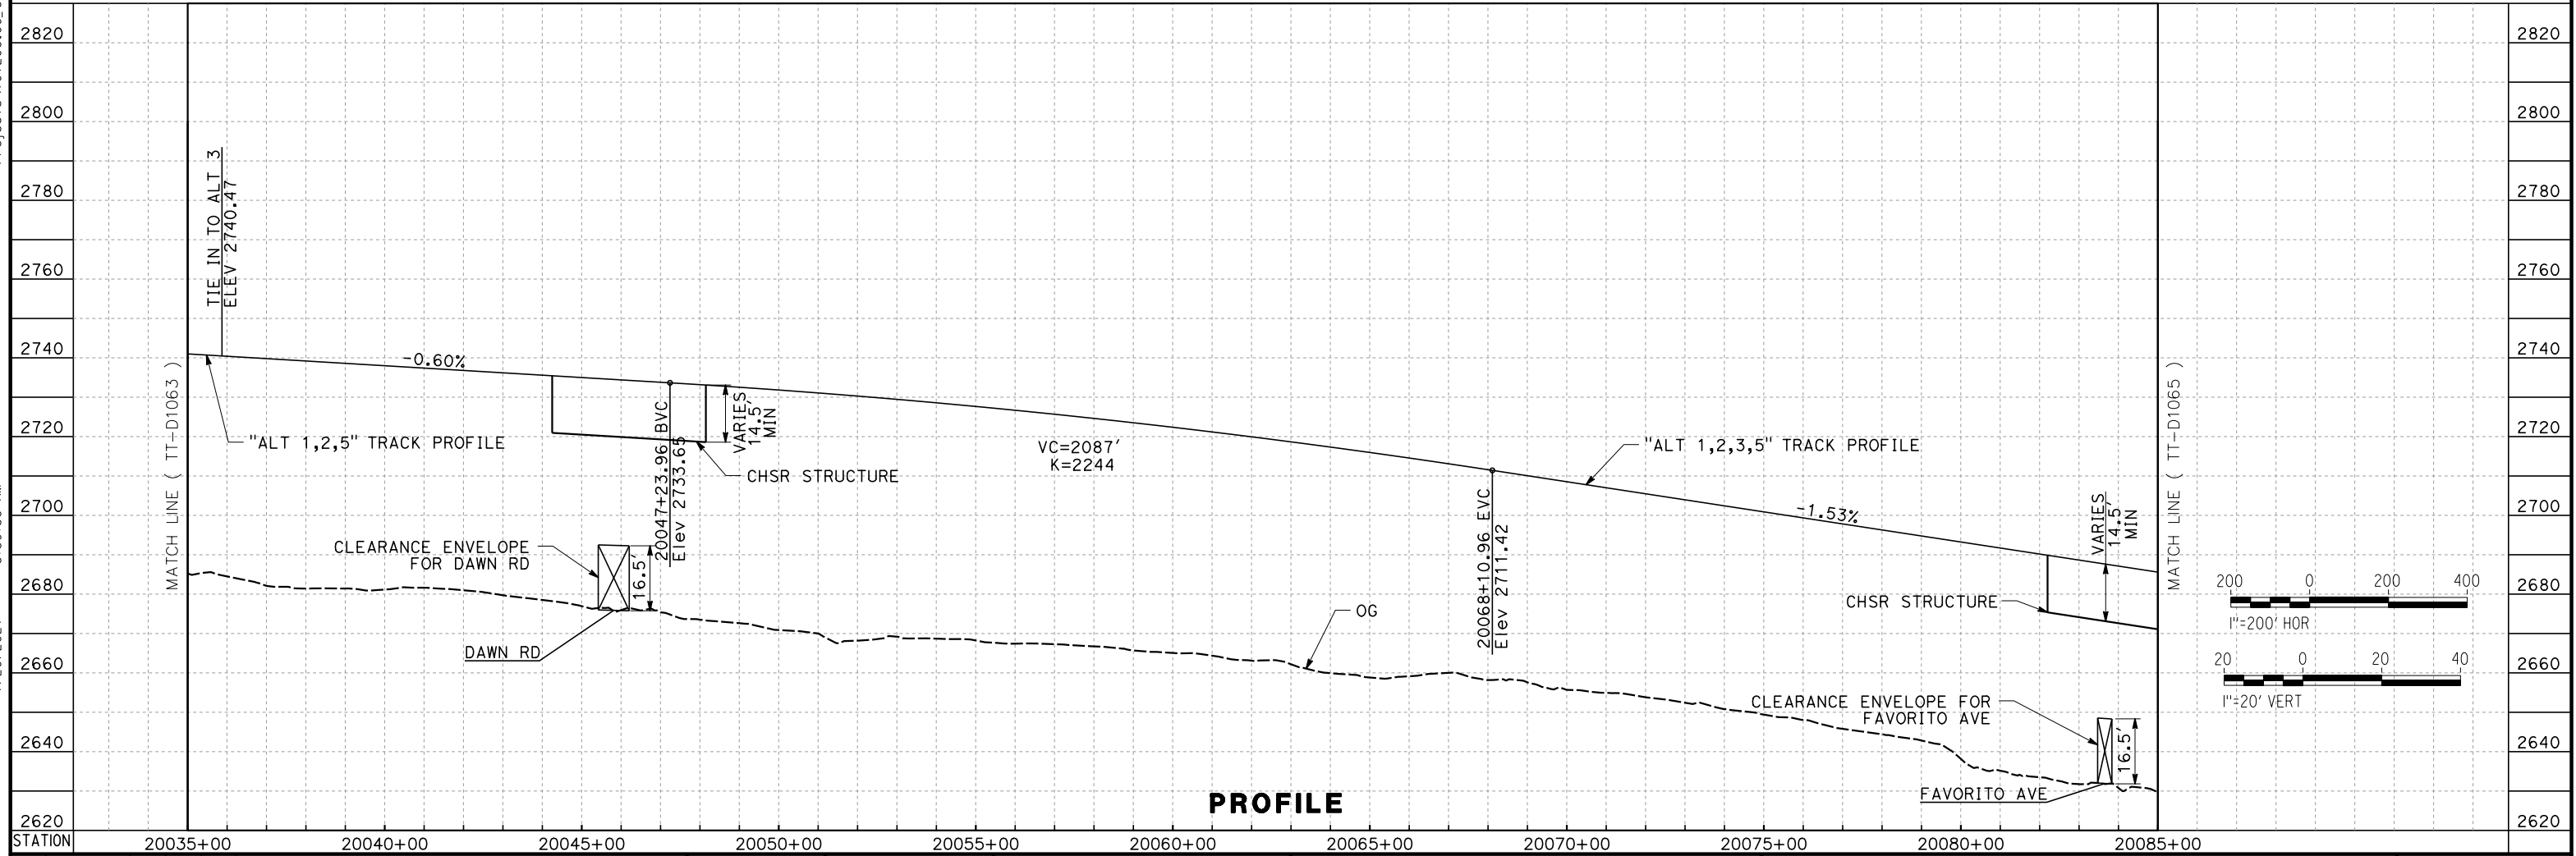 2820
2820
2800
2800
TIE IN TO ALT 3
ELEV 2740.47
2780
2780
2760
2760
2740
2740
-0.60%
MATCH LINE ( TT-D1063 )
MATCH LINE ( TT-D1065 )
"ALT 1,2,5" TRACK PROFILE
20047+23.96 BVC
Elev 2733.65
VARIES
14.5'
MIN
CHSR STRUCTURE
2720
2720
VC=2087'
K=2244
"ALT 1,2,3,5" TRACK PROFILE
20068+10.96 EVC
Elev 2711.42
-1.53%
VARIES
14.5'
MIN
2700
2700
CLEARANCE ENVELOPE
FOR DAWN RD
16.5'
2680
2680
CHSR STRUCTURE
OG
DAWN RD
200 0 200 400
1"=200' HOR
2660
2660
20 0 20 40
1"=20' VERT
CLEARANCE ENVELOPE FOR
FAVORITO AVE
16.5'
2640
2640
FAVORITO AVE
PROFILE
2620
2620
STATION 20035+00 20040+00 20045+00 20050+00 20055+00 20060+00 20065+00 20070+00 20075+00 20080+00 20085+00